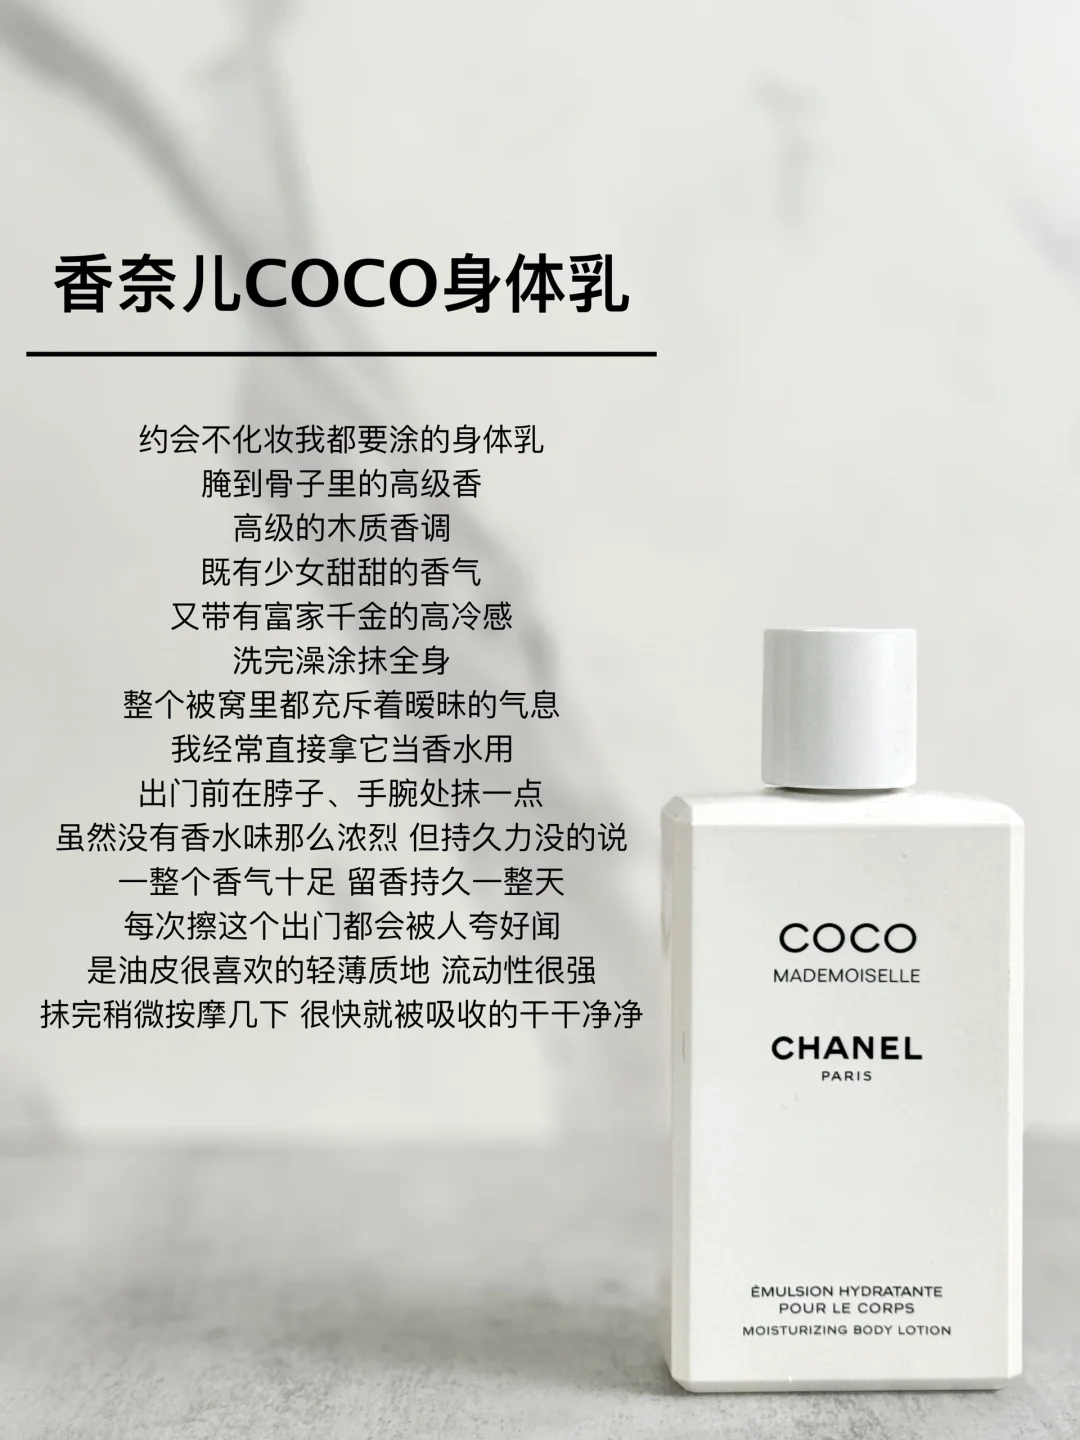 香奈儿COCO身体乳
约会不化妆我都要涂的身体乳
腌到骨子里的高级香
高级的木质香调
既有少女甜甜的香气
又带有富家千金的高冷感
洗完澡涂抹全身
整个被窝里都充斥着暧昧的气息
我经常直接拿它当香水用
出门前在脖子、手腕处抹一点
虽然没有香水味那么浓烈 但持久力没的说
一整个香气十足 留香持久一整天
每次擦这个出门都会被人夸好闻
是油皮很喜欢的轻薄质地 流动性很强
抹完稍微按摩几下 很快就被吸收的干干净净
COCO
MADEMOISELLE
CHANEL
PARIS
ÉMULSION HYDRATANTE
POUR LE CORPS
MOISTURIZING BODY LOTION